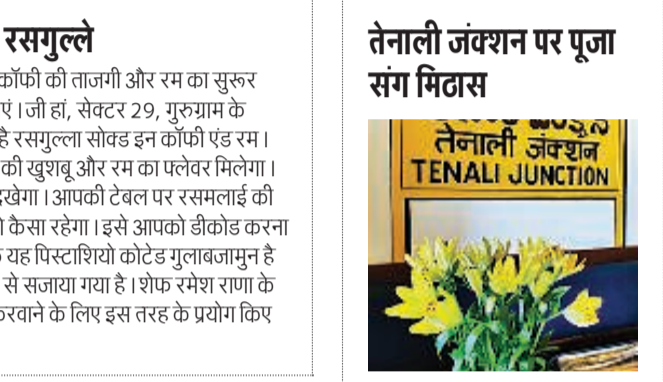 रसगुल्ले
कॉफी की ताजगी और रम का सुरूर
एं । जी हां, सेक्टर 29, गुरुग्राम के
है रसगुल्ला सोक्ड इन कॉफी एंड रम ।
की खुशबू और रम का फ्लेवर मिलेगा ।
आपकी टेबल पर रसमलाई की
कैसा रहेगा । इसे आपको डीकोड करना
यह पिस्टाशियो कोटेड गुलाबजामुन है
से सजाया गया है । शेफ रमेश राणा के
करवाने के लिए इस तरह के प्रयोग किए
तेनाली जंक्शन पर पूजा
संग मिठास
तेनाली जंक्शन
TENALI JUNCTION